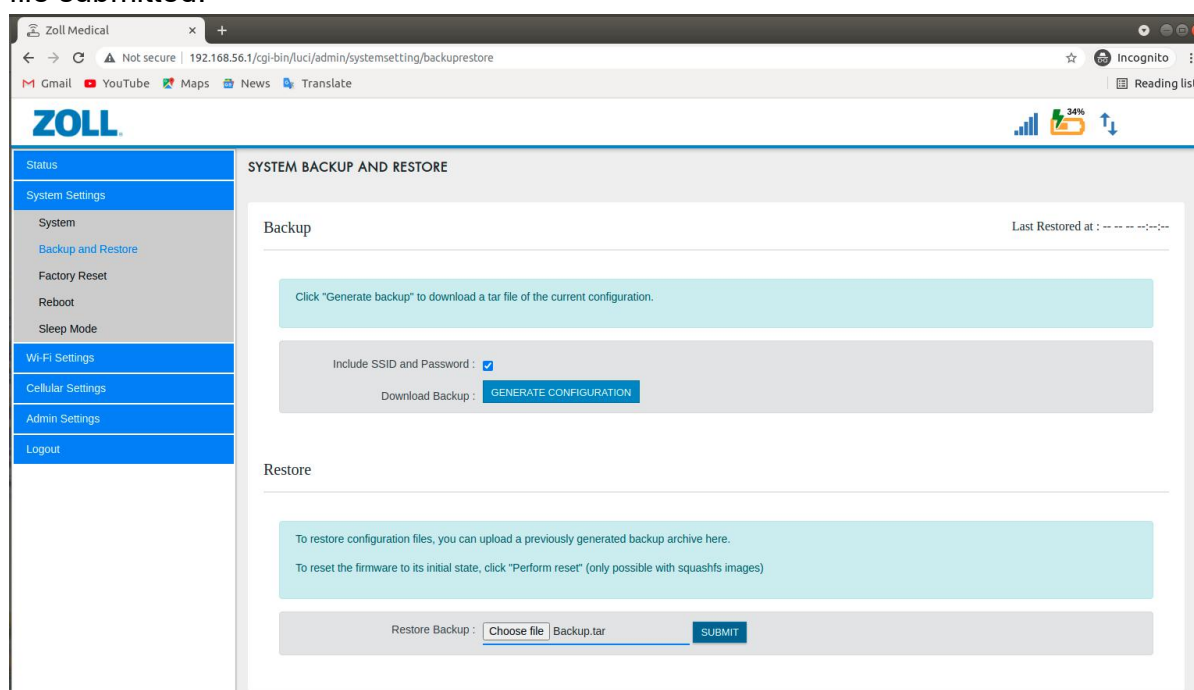 file submitted.
Zoll Medical × +
Not secure | 192.168.56.1/cgi-bin/luci/admin/systemsetting/backuprestore Incognito
Gmail YouTube Maps News Translate Reading list
ZOLL 34%
Status
SYSTEM BACKUP AND RESTORE
System Settings
System
Backup Last Restored at : -- -- -- --:--:--
Backup and Restore
Factory Reset
Click "Generate backup" to download a tar file of the current configuration.
Reboot
Sleep Mode
Wi-Fi Settings
Include SSID and Password :
Cellular Settings
Download Backup : GENERATE CONFIGURATION
Admin Settings
Logout
Restore
To restore configuration files, you can upload a previously generated backup archive here.
To reset the firmware to its initial state, click "Perform reset" (only possible with squashfs images)
Restore Backup : Choose file Backup.tar SUBMIT